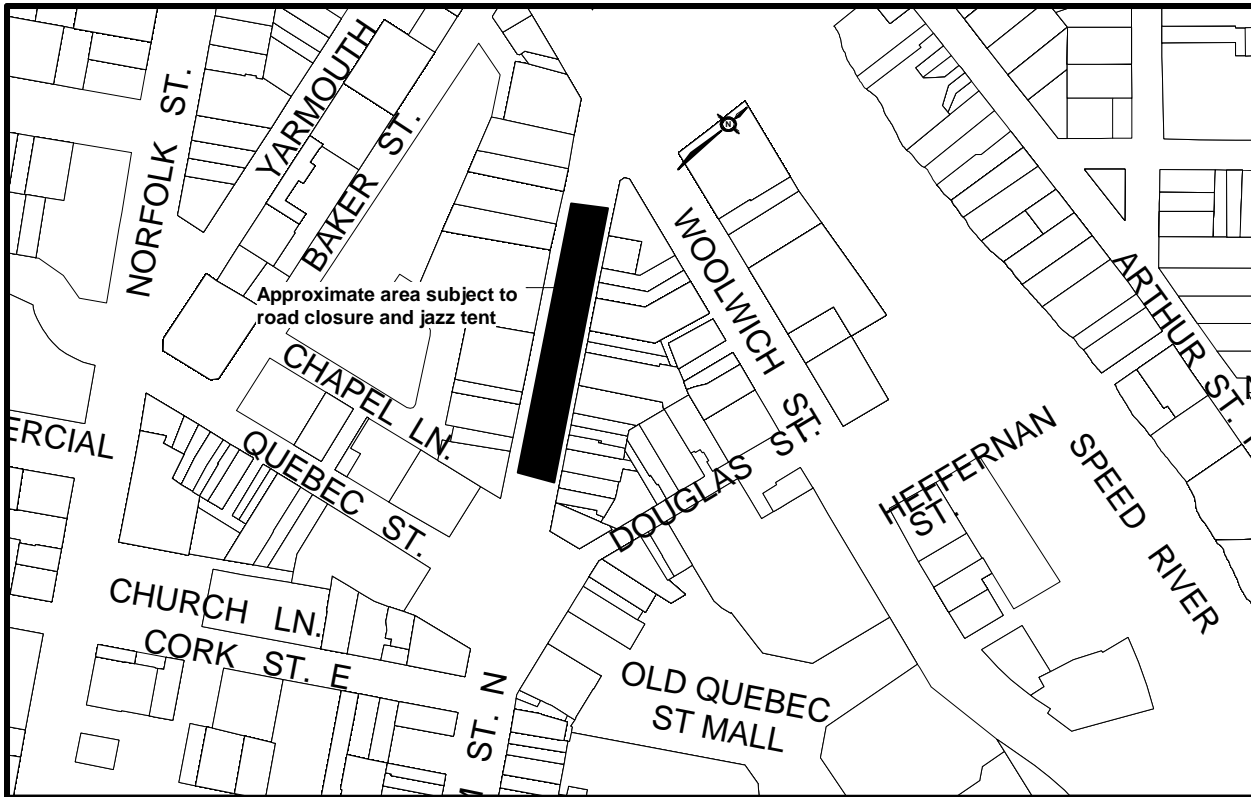 NORFOLK ST.
YARMOUTH
BAKER ST.
N
WOOLWICH ST.
ARTHUR ST.
Approximate area subject to
road closure and jazz tent
CHAPEL LN.
QUEBEC ST.
ERCIAL
DOUGLAS ST.
HEFFERNAN
ST.
SPEED RIVER
CHURCH LN.
CORK ST. E
ST. N
OLD QUEBEC
ST MALL